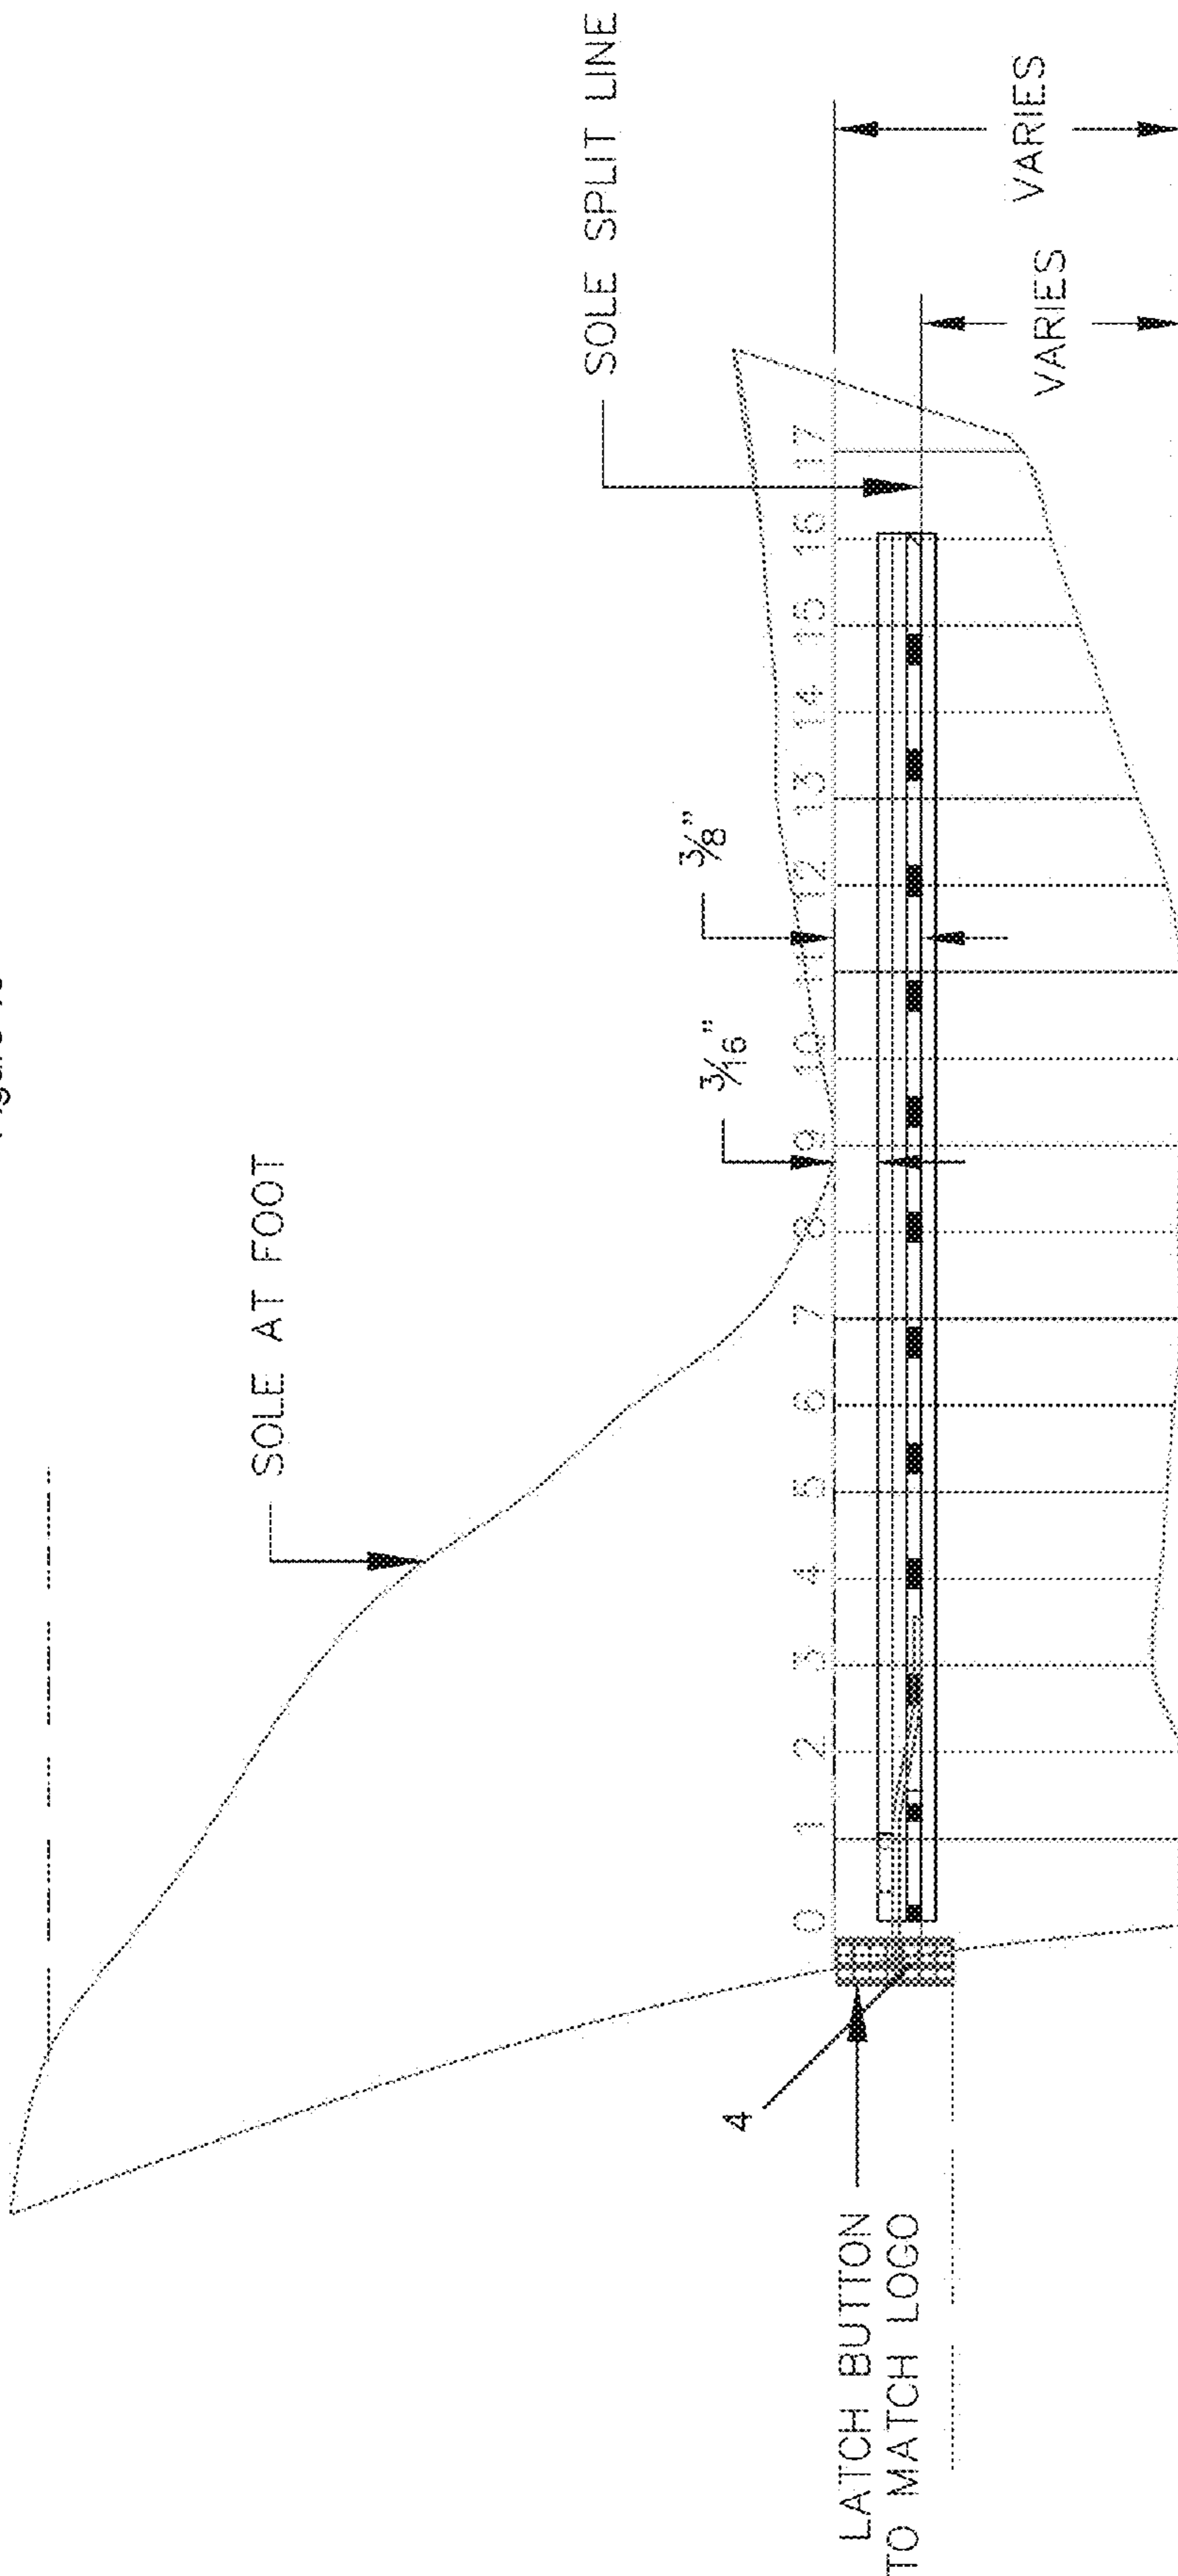 SOLE AT FOOT
SOLE SPLIT LINE
3/16"
3/8"
0 1 2 3 4 5 6 7 8 9 10 11 12 13 14 15 16 17
VARIES
VARIES
4
LATCH BUTTON
TO MATCH LOGO